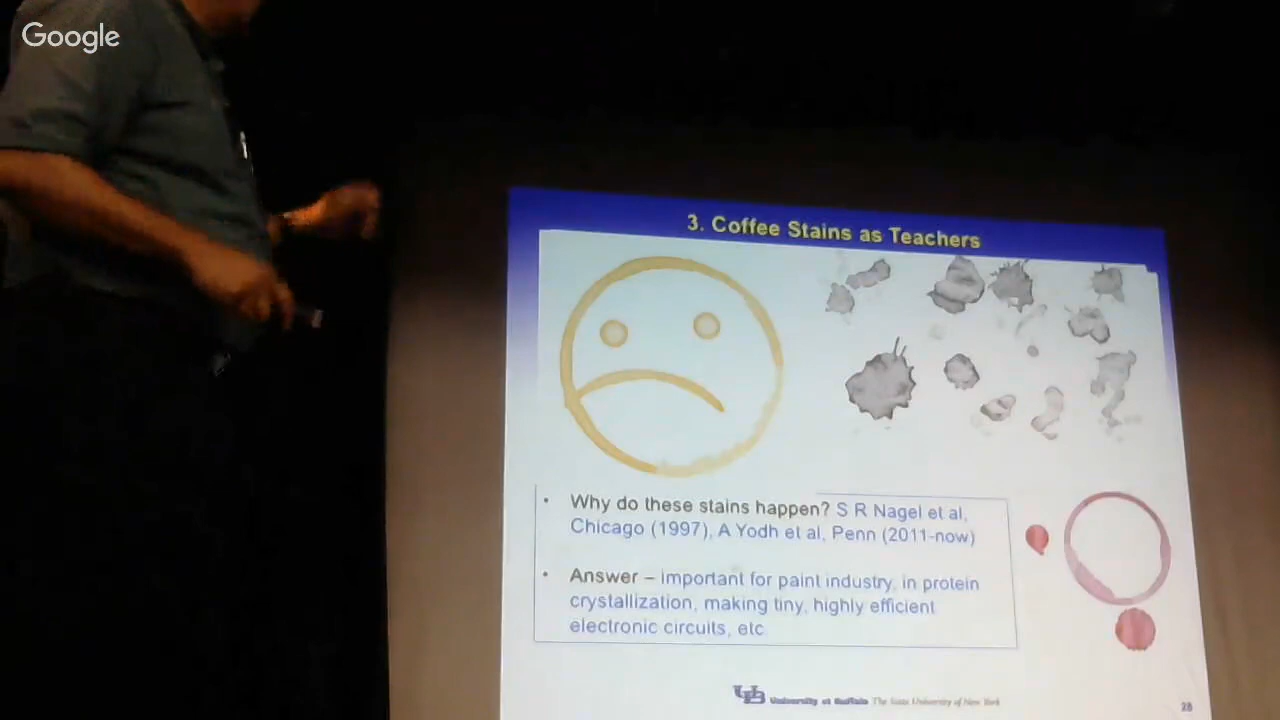 Google
3. Coffee Stains as Teachers
• Why do these stains happen? S R Nagel et al,
Chicago (1997), A Yodh et al, Penn (2011-now)
• Answer – important for paint industry, in protein
crystallization, making tiny, highly efficient
electronic circuits, etc
UB University at Buffalo The State University of New York
28